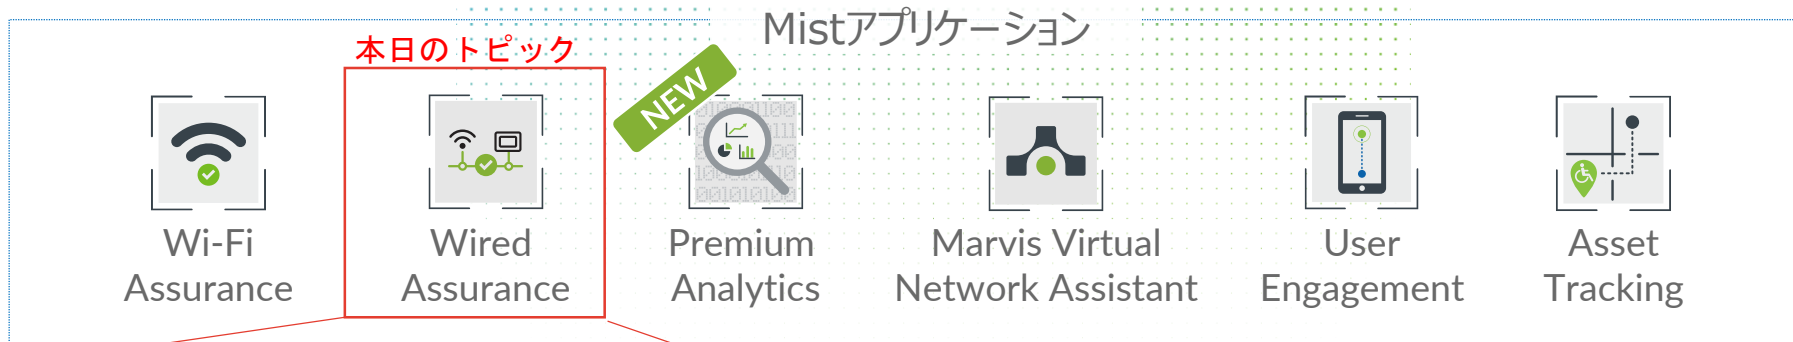 Mistアプリケーション
本日のトピック
NEW
Wi-Fi
Assurance
Wired
Assurance
Premium
Analytics
Marvis Virtual
Network Assistant
User
Engagement
Asset
Tracking